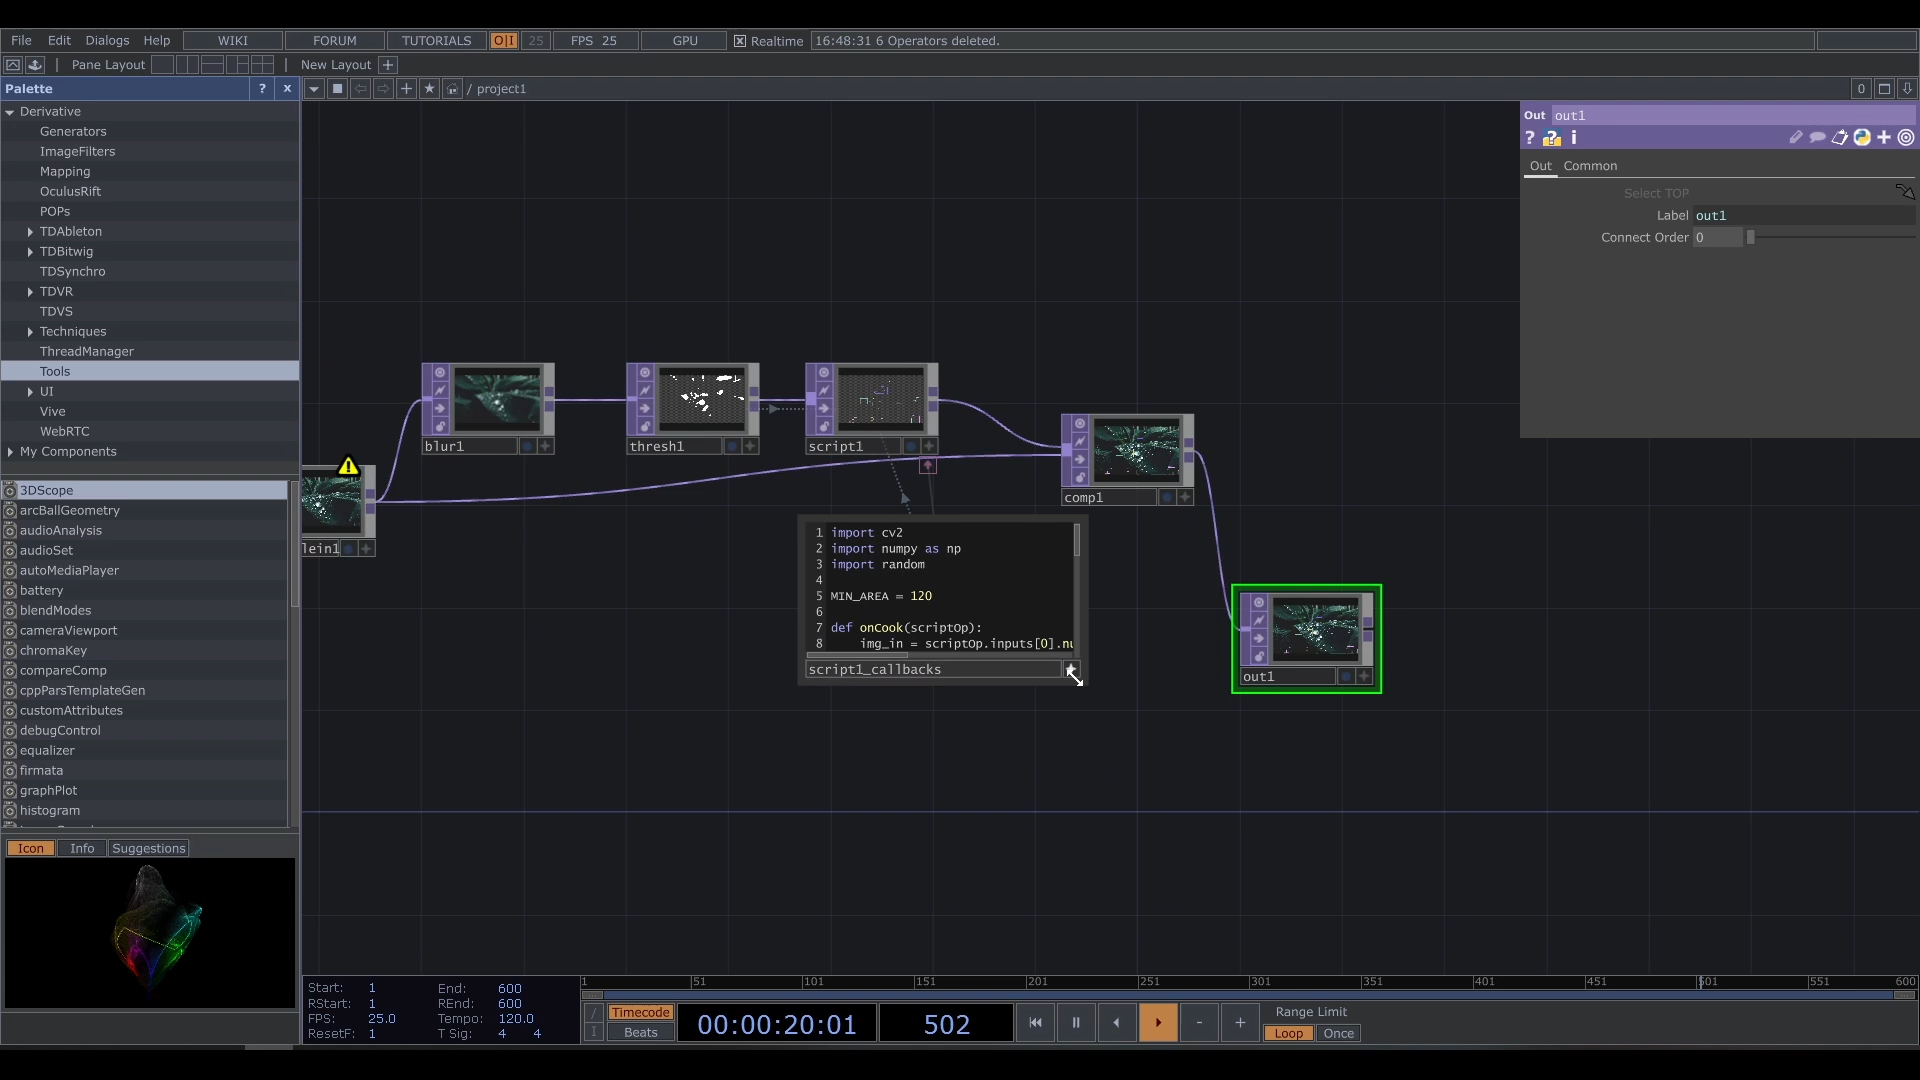 File Edit Dialogs Help WIKI FORUM TUTORIALS O|I 25 FPS 25 GPU Realtime 16:48:31 6 Operators deleted.
Pane Layout New Layout +
Palette ? x / project1 0
Derivative
Generators
ImageFilters
Mapping
OculusRift
POPs
TDAbleton
TDBitwig
TDSynchro
TDVR
TDVS
Techniques
ThreadManager
Tools
UI
Vive
WebRTC
My Components
3DScope
arcBallGeometry
audioAnalysis
audioSet
autoMediaPlayer
battery
blendModes
cameraViewport
chromaKey
compareComp
cppParsTemplateGen
customAttributes
debugControl
equalizer
firmata
graphPlot
histogram
Icon Info Suggestions
Out out1
? ? i
Out Common
Select TOP
Label out1
Connect Order 0
blur1
thresh1
script1
lein1
comp1
out1
1 import cv2
2 import numpy as np
3 import random
4
5 MIN_AREA = 120
6
7 def onCook(scriptOp):
8 img_in = scriptOp.inputs[0].nu
script1_callbacks
Start: 1 End: 600
RStart: 1 REnd: 600
FPS: 25.0 Tempo: 120.0
ResetF: 1 T Sig: 4 4
1 51 101 151 201 251 301 351 401 451 501 551 600
/ Timecode
I Beats
00:00:20:01 502 - +
Range Limit
Loop Once